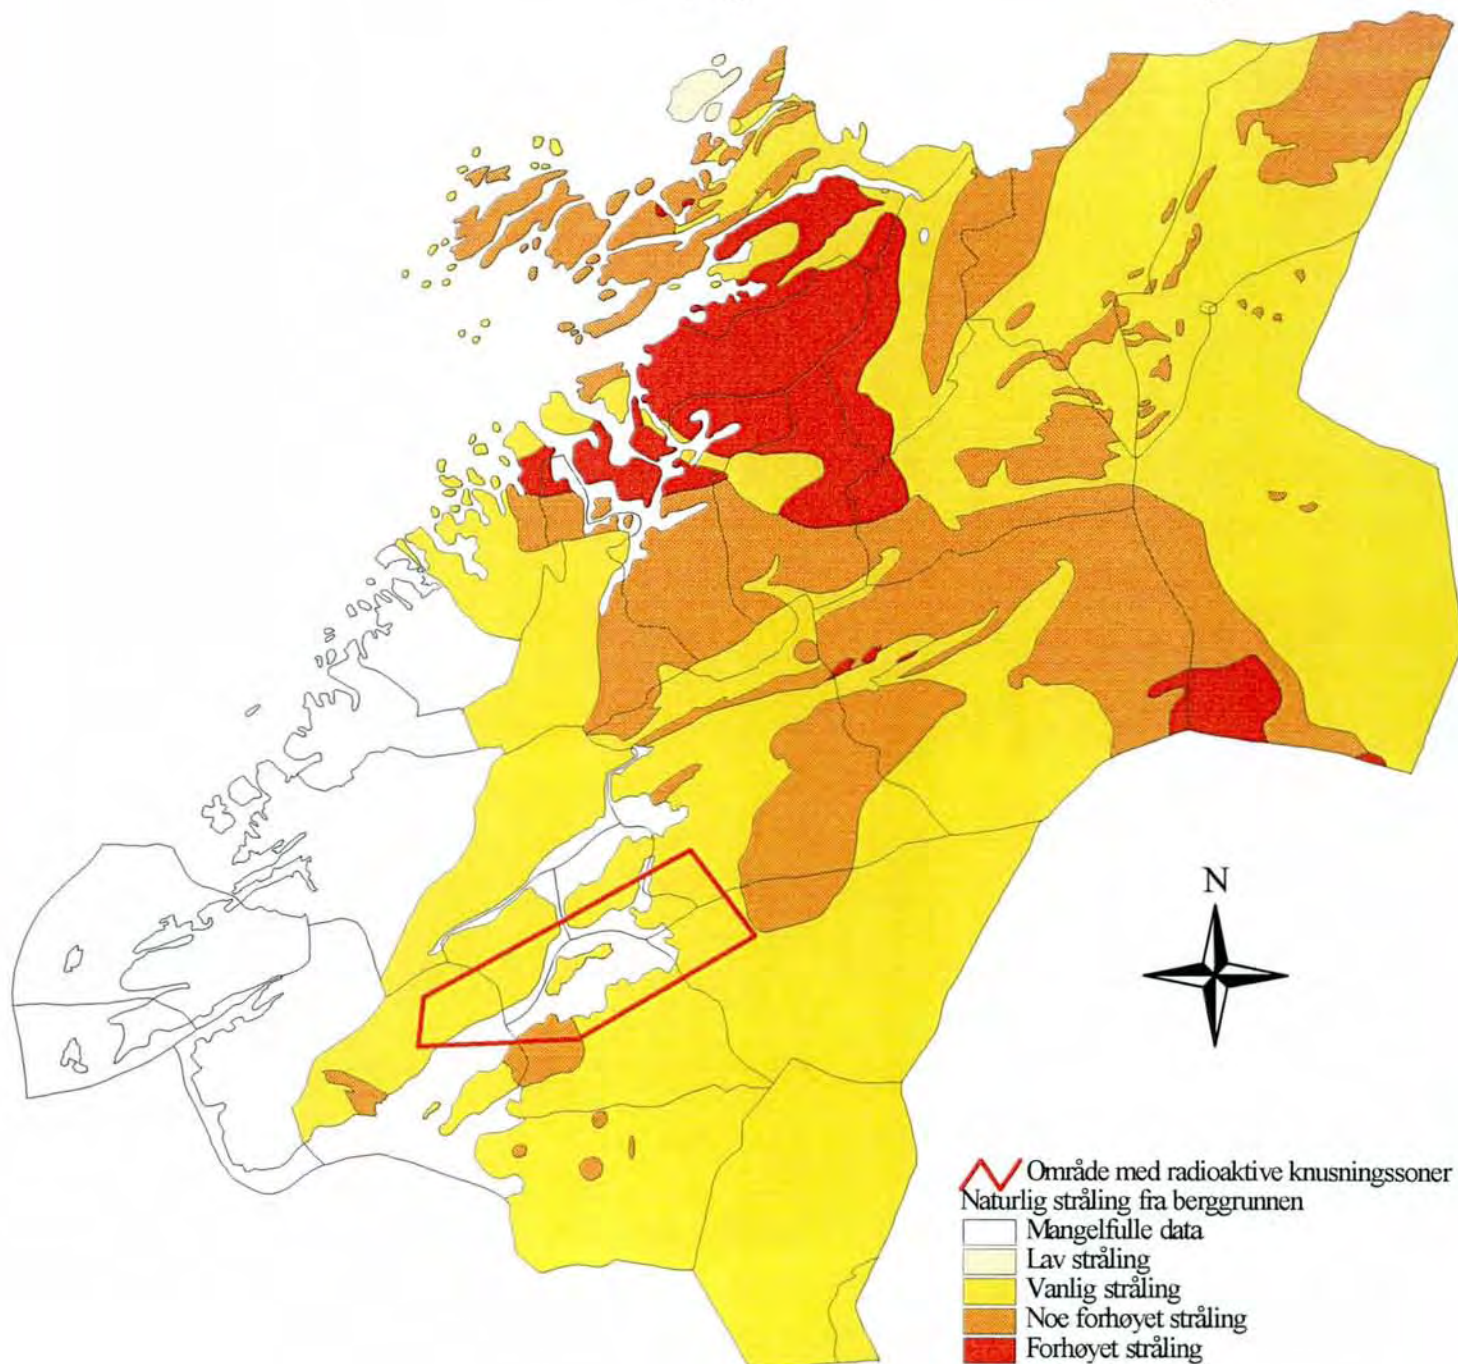 N
Område med radioaktive knusningssoner
Naturlig stråling fra berggrunnen
Mangelfulle data
Lav stråling
Vanlig stråling
Noe forhøyet stråling
Forhøyet stråling